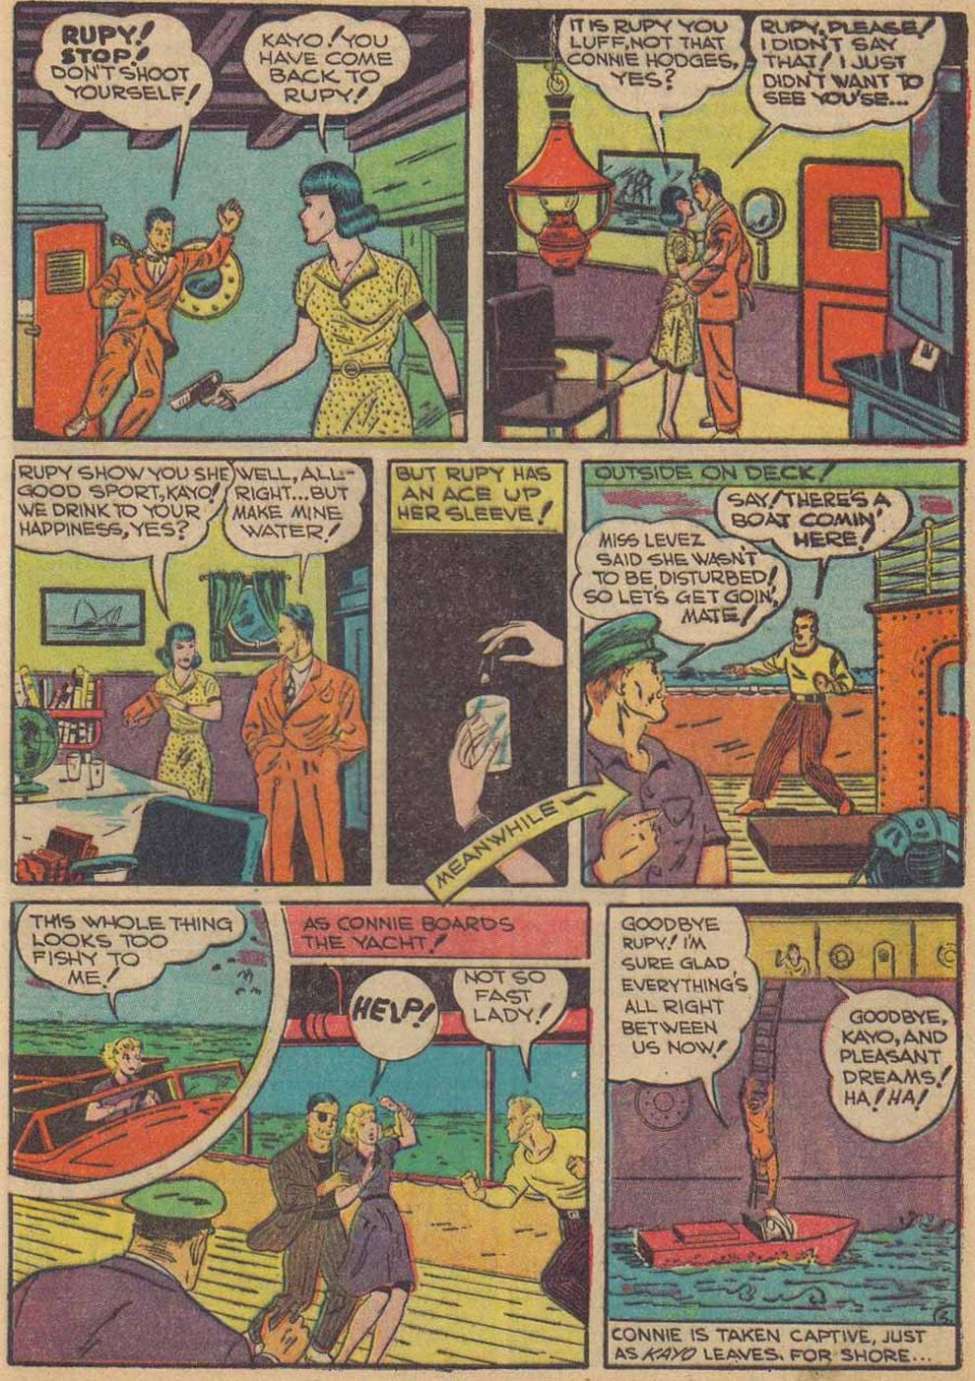 RUPY!
STOP!
DON'T SHOOT
YOURSELF!
KAYO! YOU
HAVE COME
BACK TO
RUPY!
IT IS RUPY YOU
LUFF, NOT THAT
CONNIE HODGES,
YES?
RUPY, PLEASE!
I DIDN'T SAY
THAT! I JUST
DIDN'T WANT TO
SEE YOU'SE...
RUPY SHOW YOU SHE
GOOD SPORT, KAYO!
WE DRINK TO YOUR
HAPPINESS, YES?
WELL, ALL-
RIGHT... BUT
MAKE MINE
WATER!
BUT RUPY HAS
AN ACE UP
HER SLEEVE!
MEANWHILE—
OUTSIDE ON DECK!
MISS LEVEZ
SAID SHE WASN'T
TO BE DISTURBED!
SO LET'S GET GOIN',
MATE!
SAY! THERE'S A
BOAT COMIN'
HERE!
THIS WHOLE THING
LOOKS TOO
FISHY TO
ME!
AS CONNIE BOARDS
THE YACHT!
HELP!
NOT SO
FAST
LADY!
GOODBYE
RUPY! I'M
SURE GLAD
EVERYTHING'S
ALL RIGHT
BETWEEN
US NOW!
GOODBYE,
KAYO, AND
PLEASANT
DREAMS!
HA! HA!
CONNIE IS TAKEN CAPTIVE, JUST
AS KAYO LEAVES FOR SHORE...